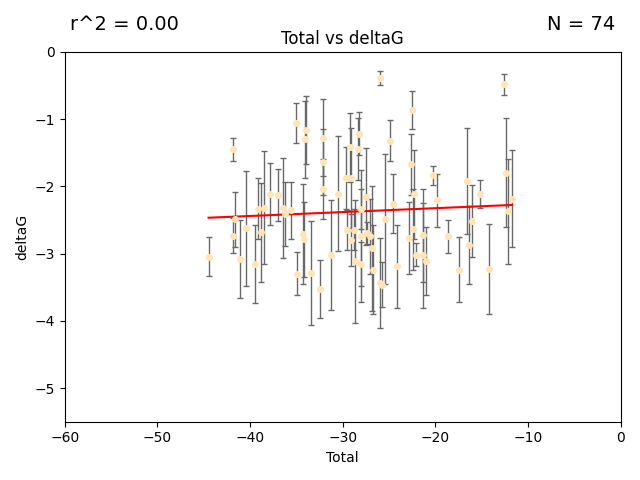 r^2 = 0.00
N = 74
Total vs deltaG
0
−1
−2
−3
−4
−5
deltaG
−60
−50
−40
−30
−20
−10
0
Total